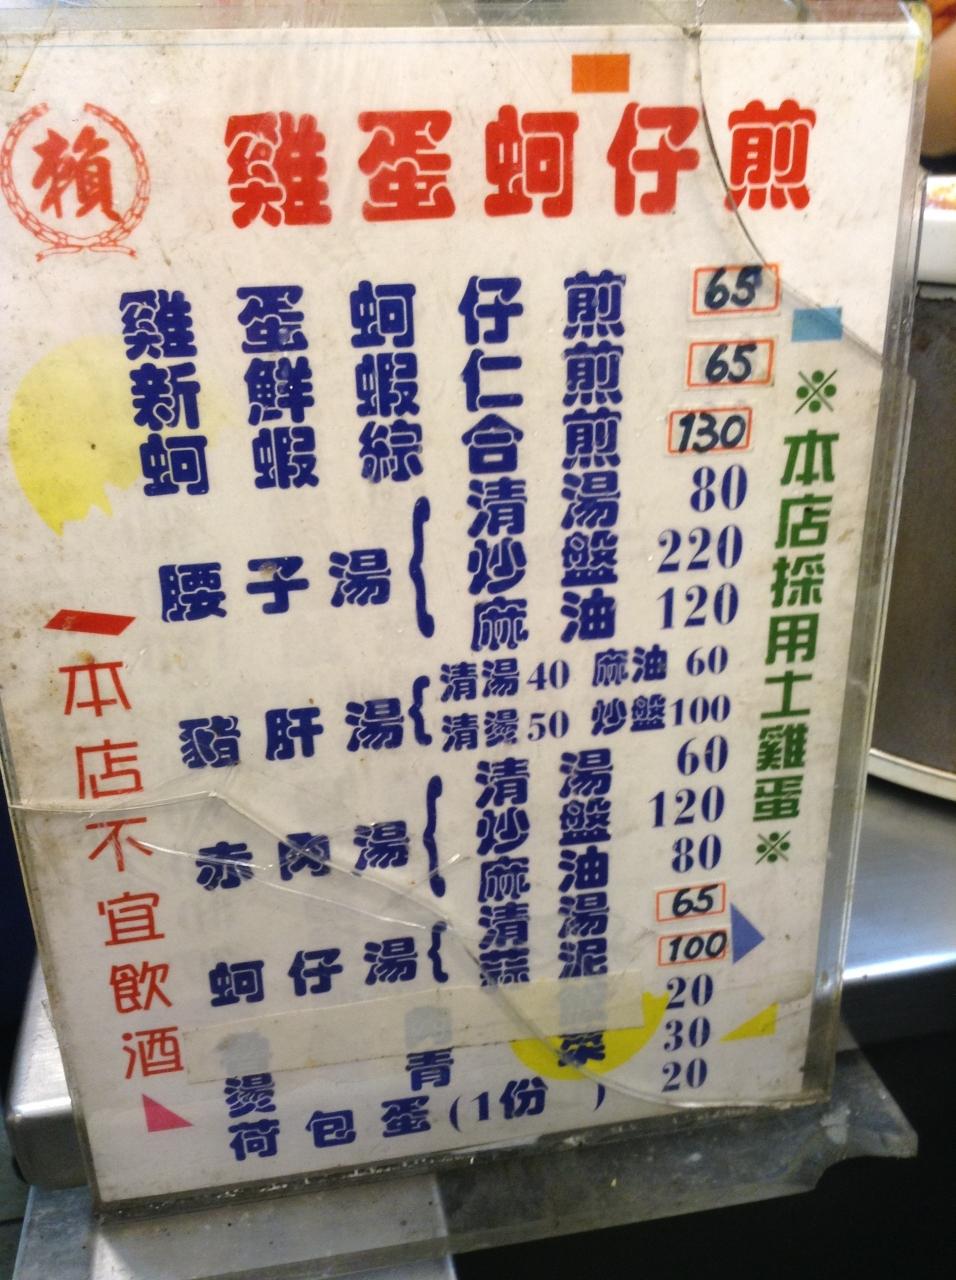 賴
雞蛋蚵仔煎
雞蛋蚵仔煎 65
新鮮蝦仁煎 65
蚵蝦綜合煎 130
腰子湯 { 清湯 80
炒盤 220
麻油 120
豬肝湯 { 清湯 40 麻油 60
清燙 50 炒盤 100
赤肉湯 { 清湯 60
炒盤 120
麻油 80
蚵仔湯 { 清湯 65
蒜泥 100
20
燙青菜 30
荷包蛋(1份) 20
※本店採用土雞蛋※
本店不宜飲酒